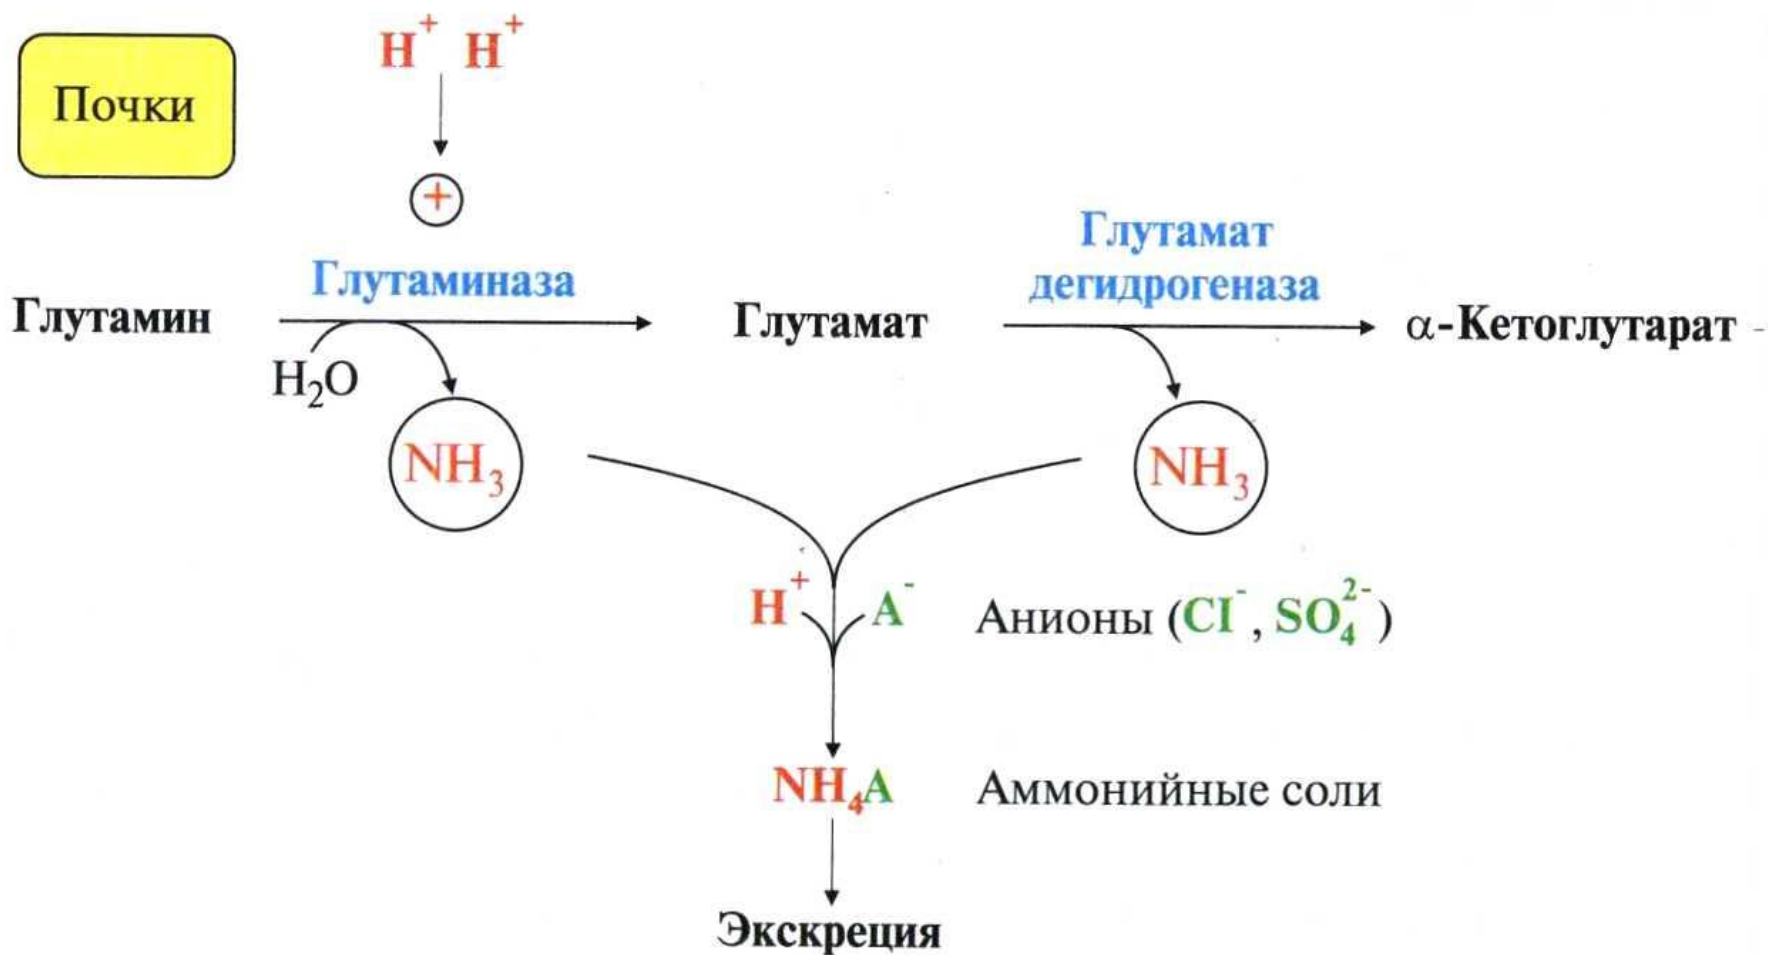 H⁺ H⁺
Почки
+
Глутаминаза
Глутамат
дегидрогеназа
Глутамин
Глутамат
α-Кетоглутарат
H₂O
NH₃
NH₃
H⁺ A⁻ Анионы (Cl⁻, SO₄²⁻)
NH₄A Аммонийные соли
Экскреция